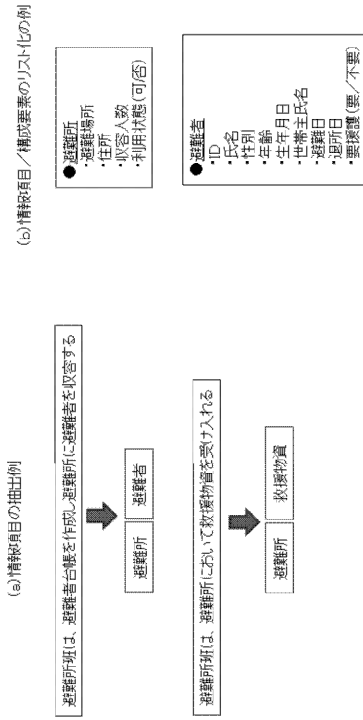 (a)情報項目の抽出例
避難所班は、避難者台帳を作成し避難所に避難者を収容する
避難所
避難者
避難所班は、避難所において救援物資を受け入れる
避難所
救援物資
(b)情報項目／構成要素のリスト化の例
●避難所
・避難場所
・住所
・収容人数
・利用状態(可/否)
●避難者
・ID
・氏名
・性別
・年齢
・生年月日
・世帯主氏名
・避難日
・退所日
・要援護(要/不要)